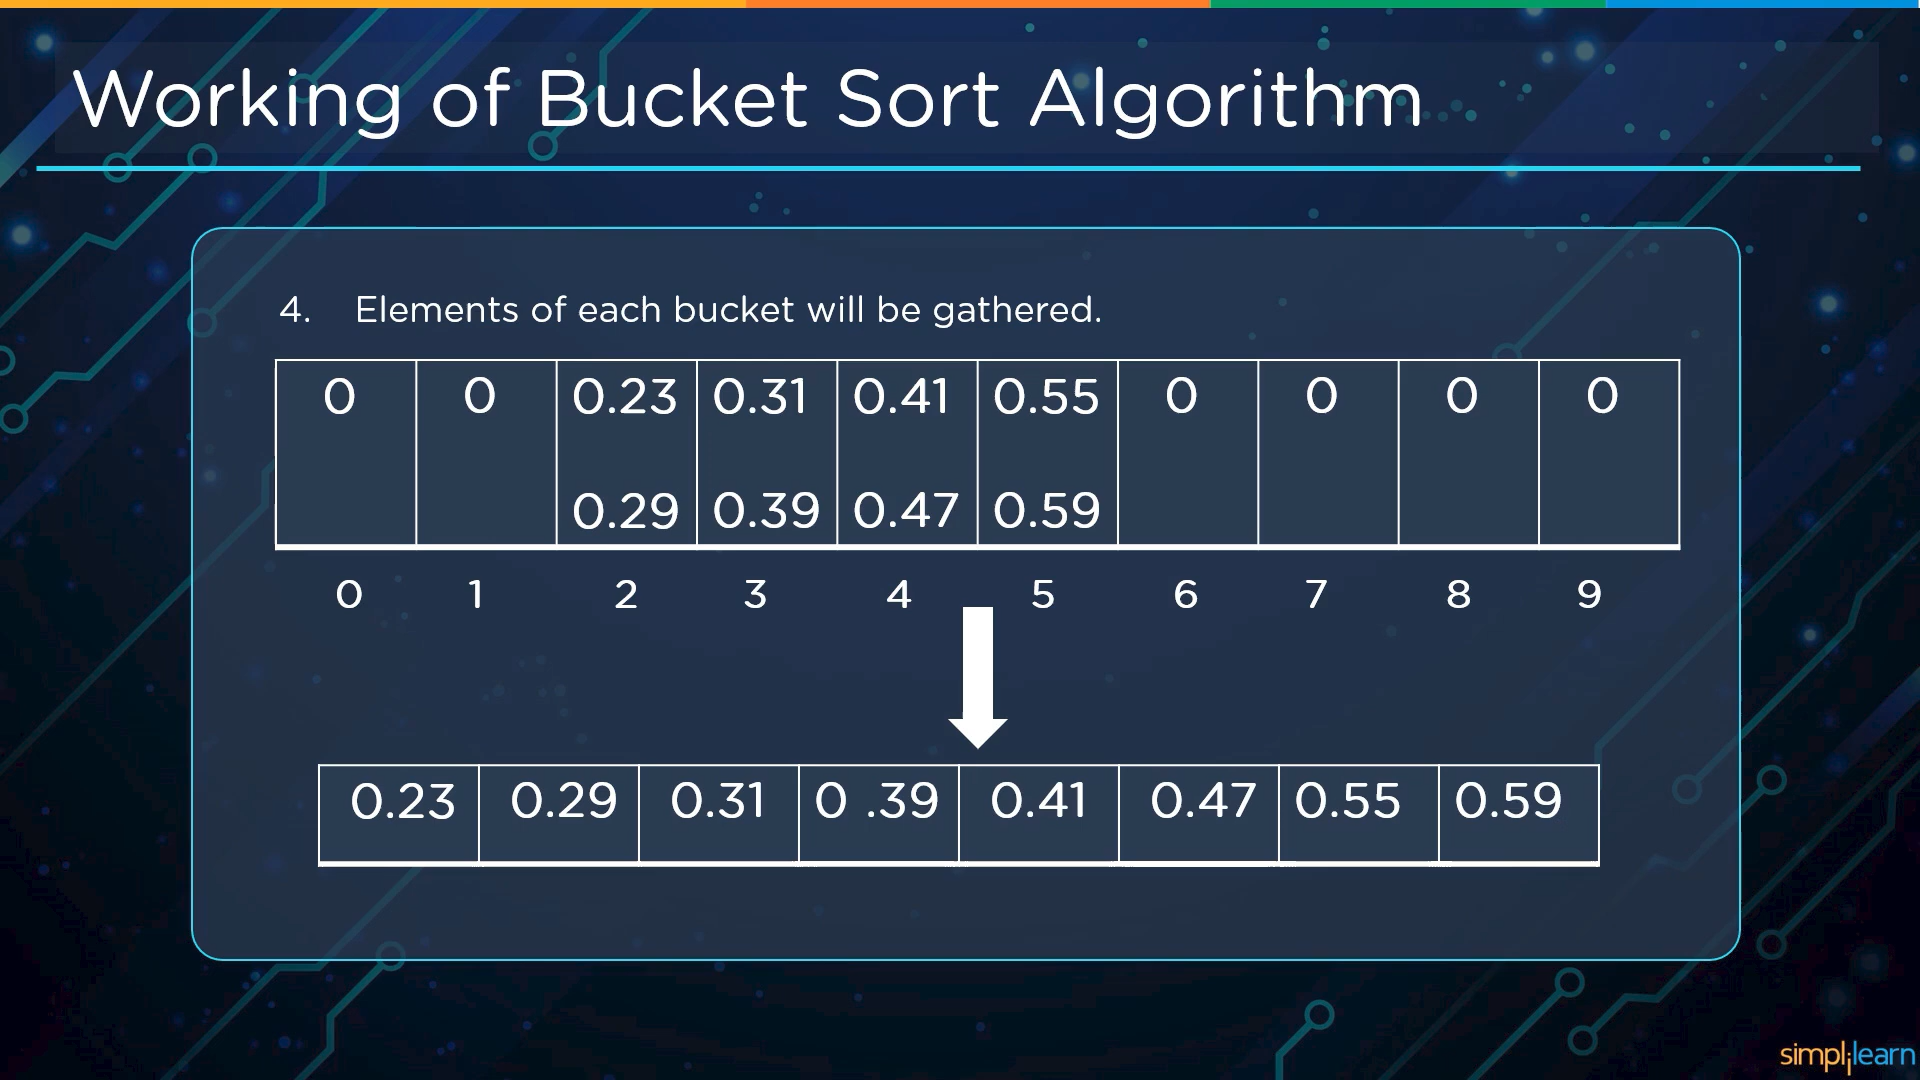 Working of Bucket Sort Algorithm
4. Elements of each bucket will be gathered.
0 0 0.23 0.31 0.41 0.55 0 0 0 0
0.29 0.39 0.47 0.59
0 1 2 3 4 5 6 7 8 9
0.23 0.29 0.31 0 .39 0.41 0.47 0.55 0.59
simplilearn